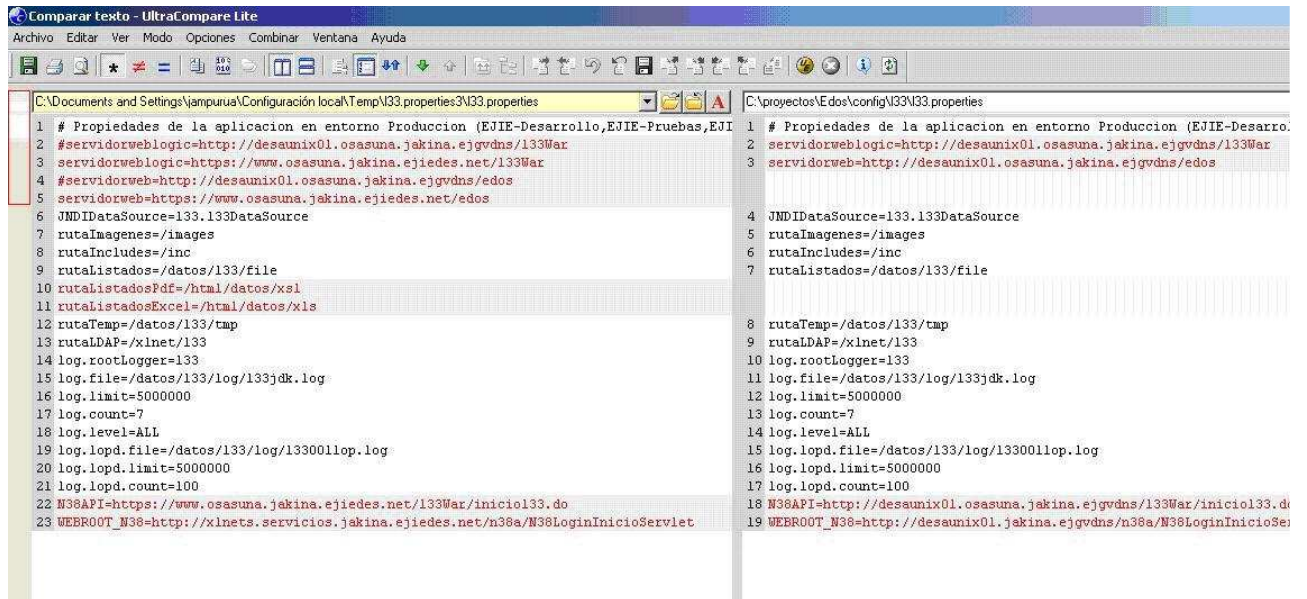 Comparar texto - UltraCompare Lite
Archivo Editar Ver Modo Opciones Combinar Ventana Ayuda
C:\Documents and Settings\jampurua\Configuración local\Temp\l33.properties3\l33.properties
1 # Propiedades de la aplicacion en entorno Produccion (EJIE-Desarrollo,EJIE-Pruebas,EJI
2 #servidorweblogic=http://desaunix01.osasuna.jakina.ejgvdns/l33War
3 servidorweblogic=https://www.osasuna.jakina.ejiedes.net/l33War
4 #servidorweb=http://desaunix01.osasuna.jakina.ejgvdns/edos
5 servidorweb=https://www.osasuna.jakina.ejiedes.net/edos
6 JNDIDataSource=l33.l33DataSource
7 rutaImagenes=/images
8 rutaIncludes=/inc
9 rutaListados=/datos/l33/file
10 rutaListadosPdf=/html/datos/xsl
11 rutaListadosExcel=/html/datos/xls
12 rutaTemp=/datos/l33/tmp
13 rutaLDAP=/xlnet/l33
14 log.rootLogger=l33
15 log.file=/datos/l33/log/l33jdk.log
16 log.limit=5000000
17 log.count=7
18 log.level=ALL
19 log.lopd.file=/datos/l33/log/l33001lop.log
20 log.lopd.limit=5000000
21 log.lopd.count=100
22 N38API=https://www.osasuna.jakina.ejiedes.net/l33War/iniciol33.do
23 WEBROOT_N38=http://xlnets.servicios.jakina.ejiedes.net/n38a/N38LoginInicioServlet
C:\proyectos\Edos\config\l33\l33.properties
1 # Propiedades de la aplicacion en entorno Produccion (EJIE-Desarrol
2 servidorweblogic=http://desaunix01.osasuna.jakina.ejgvdns/l33War
3 servidorweb=http://desaunix01.osasuna.jakina.ejgvdns/edos
4 JNDIDataSource=l33.l33DataSource
5 rutaImagenes=/images
6 rutaIncludes=/inc
7 rutaListados=/datos/l33/file
8 rutaTemp=/datos/l33/tmp
9 rutaLDAP=/xlnet/l33
10 log.rootLogger=l33
11 log.file=/datos/l33/log/l33jdk.log
12 log.limit=5000000
13 log.count=7
14 log.level=ALL
15 log.lopd.file=/datos/l33/log/l33001lop.log
16 log.lopd.limit=5000000
17 log.lopd.count=100
18 N38API=http://desaunix01.osasuna.jakina.ejgvdns/l33War/iniciol33.do
19 WEBROOT_N38=http://desaunix01.jakina.ejgvdns/n38a/N38LoginInicioSe